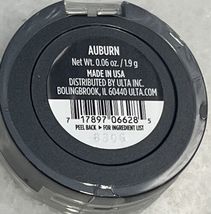 AUBURN
Net Wt. 0.06 oz. / 1.9 g
MADE IN USA
DISTRIBUTED BY ULTA INC.
BOLINGBROOK, IL 60440 ULTA.COM
7 17897 06628 5
PEEL BACK FOR INGREDIENT LIST